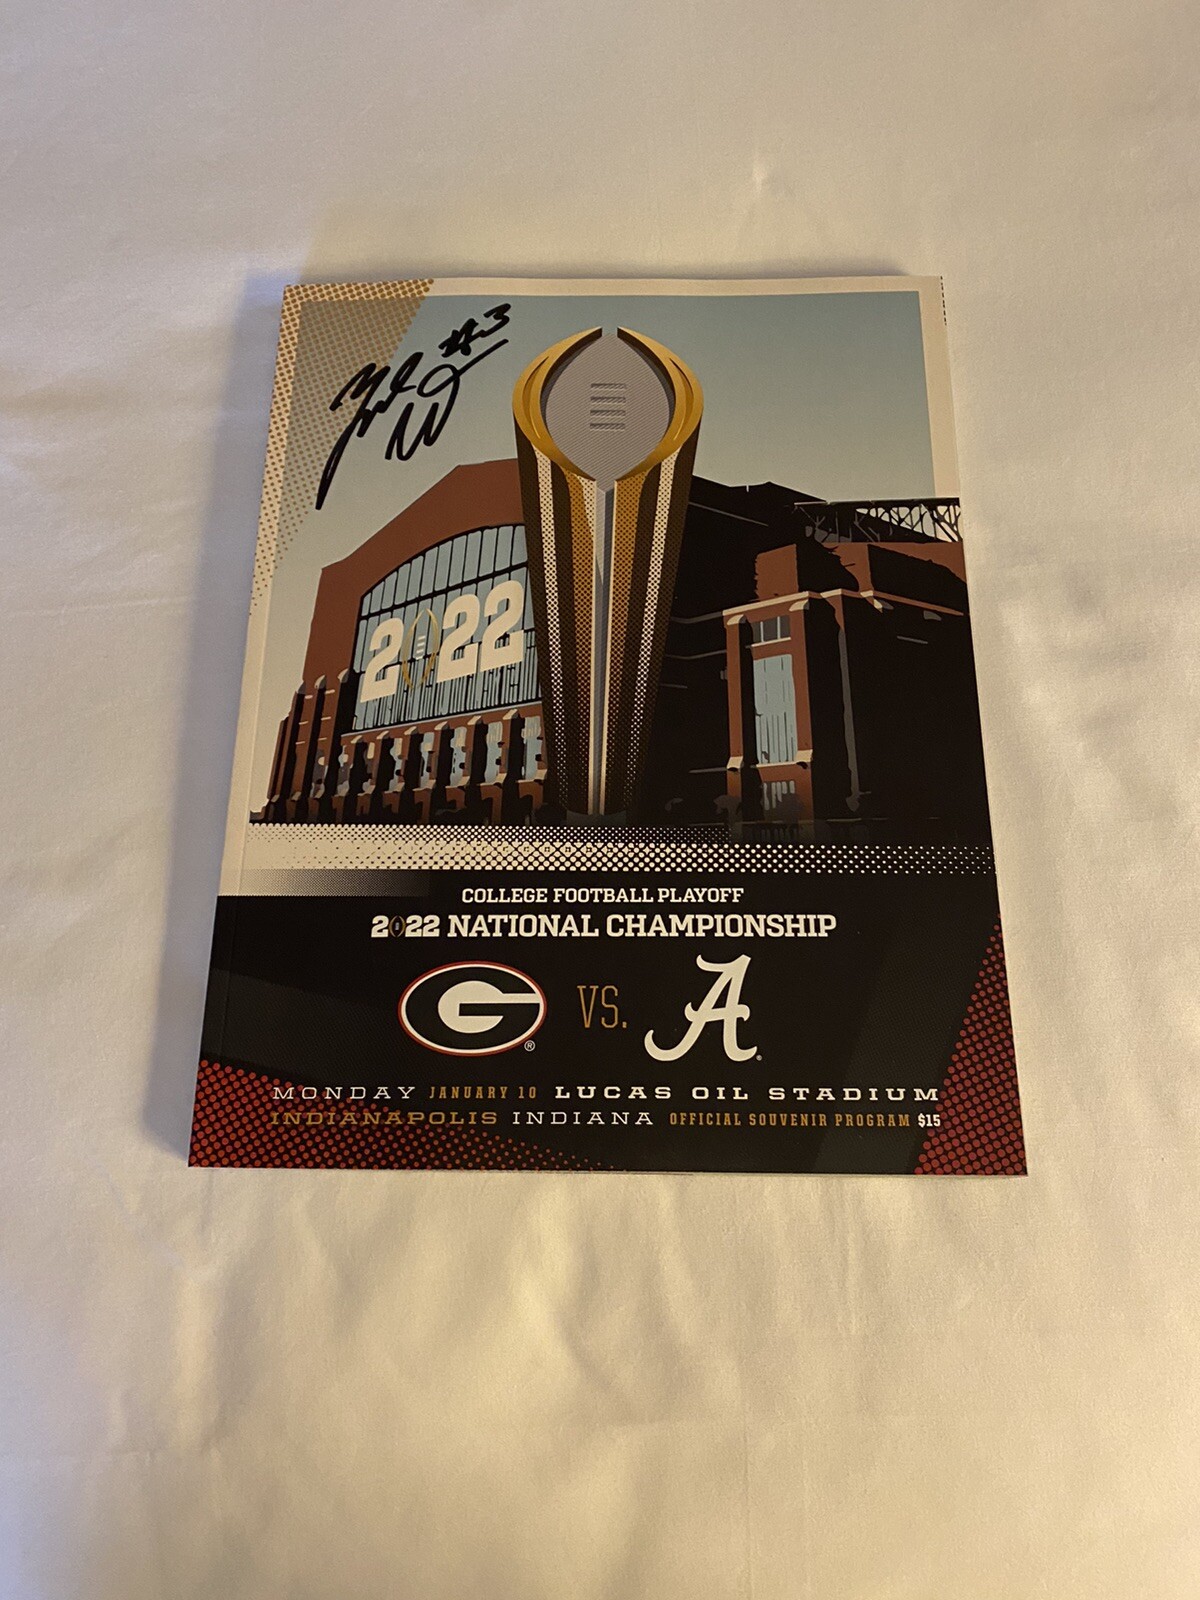 #3
2022
COLLEGE FOOTBALL PLAYOFF
2022 NATIONAL CHAMPIONSHIP
G ® VS. A
MONDAY JANUARY 10 LUCAS OIL STADIUM
INDIANAPOLIS INDIANA OFFICIAL SOUVENIR PROGRAM $15